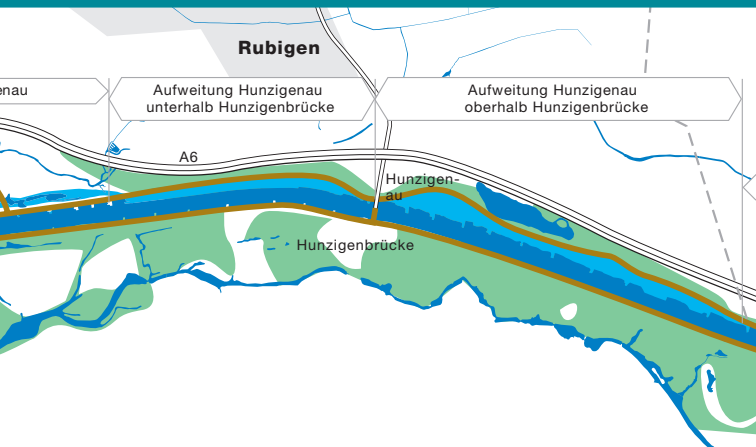 Rubigen
enau
Aufweitung Hunzigenau
unterhalb Hunzigenbrücke
Aufweitung Hunzigenau
oberhalb Hunzigenbrücke
A6
Hunzigen-
au
Hunzigenbrücke